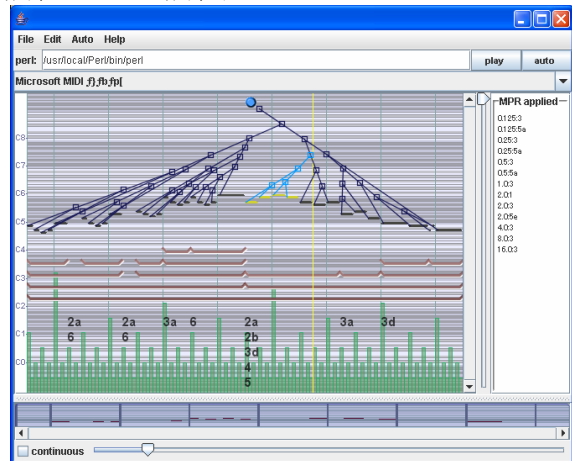 File Edit Auto Help
perl: /usr/local/Perl/bin/perl play auto
Microsoft MIDI ,f},fb,fp[
MPR applied
0.125:3
0.125:5a
0.25:3
0.25:5a
0.5:3
0.5:5a
1.0:3
2.0:1
2.0:3
2.0:5e
4.0:3
8.0:3
16.0:3
C8
C7
C6
C5
C4
C3
C2
C1
C0
2a 2a 3a 6 2a 3a 3d
6 6 2b
3d
4
5
continuous